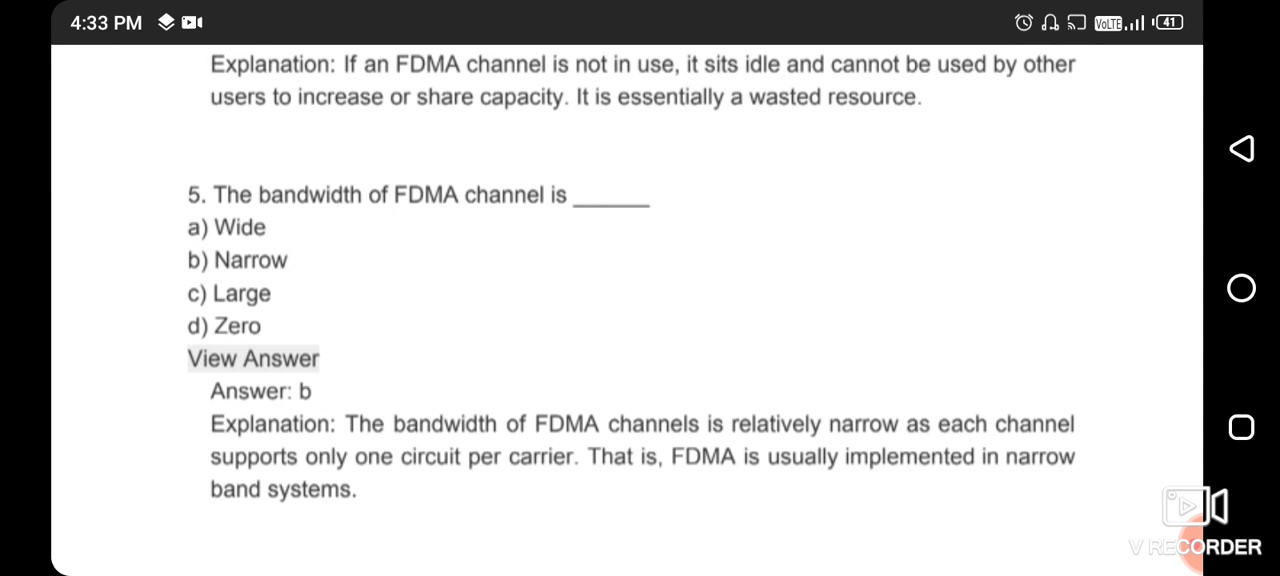 4:33 PM
VoLTE 41
Explanation: If an FDMA channel is not in use, it sits idle and cannot be used by other
users to increase or share capacity. It is essentially a wasted resource.
5. The bandwidth of FDMA channel is _______
a) Wide
b) Narrow
c) Large
d) Zero
View Answer
Answer: b
Explanation: The bandwidth of FDMA channels is relatively narrow as each channel
supports only one circuit per carrier. That is, FDMA is usually implemented in narrow
band systems.
V RECORDER